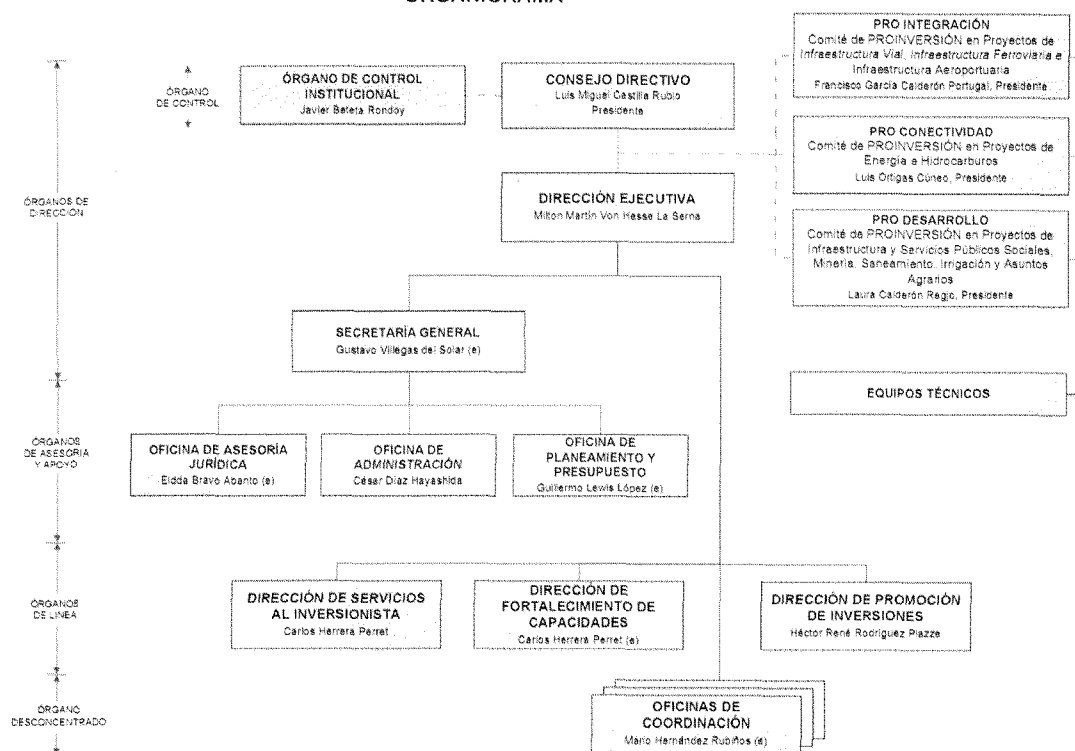 ORGANIGRAMA
PRO INTEGRACIÓN
Comité de PROINVERSIÓN en Proyectos de
Infraestructura Vial, Infraestructura Ferroviaria e
Infraestructura Aeroportuaria
Francisco García Calderón Portugal, Presidente
ÓRGANO
DE CONTROL
ÓRGANO DE CONTROL
INSTITUCIONAL
Javier Beteta Rondoy
CONSEJO DIRECTIVO
Luis Miguel Castilla Rubio
Presidente
PRO CONECTIVIDAD
Comité de PROINVERSIÓN en Proyectos de
Energía e Hidrocarburos
Luis Ortigas Cúneo, Presidente
ÓRGANOS DE
DIRECCIÓN
DIRECCIÓN EJECUTIVA
Milton Martín Von Hesse La Serna
PRO DESARROLLO
Comité de PROINVERSIÓN en Proyectos de
Infraestructura y Servicios Públicos Sociales,
Minería, Saneamiento, Irrigación y Asuntos
Agrarios
Laura Calderón Regjo, Presidente
SECRETARÍA GENERAL
Gustavo Villegas del Solar (e)
EQUIPOS TÉCNICOS
ÓRGANOS
DE ASESORIA
Y APOYO
OFICINA DE ASESORÍA
JURÍDICA
Eldda Bravo Abanto (e)
OFICINA DE
ADMINISTRACIÓN
César Díaz Hayashida
OFICINA DE
PLANEAMIENTO Y
PRESUPUESTO
Guillermo Lewis López (e)
ÓRGANOS
DE LINEA
DIRECCIÓN DE SERVICIOS
AL INVERSIONISTA
Carlos Herrera Perret
DIRECCIÓN DE
FORTALECIMIENTO DE
CAPACIDADES
Carlos Herrera Perret (e)
DIRECCIÓN DE PROMOCIÓN
DE INVERSIONES
Héctor René Rodríguez Piazze
ÓRGANO
DESCONCENTRADO
OFICINAS DE
COORDINACIÓN
Mario Hernández Rubiños (e)